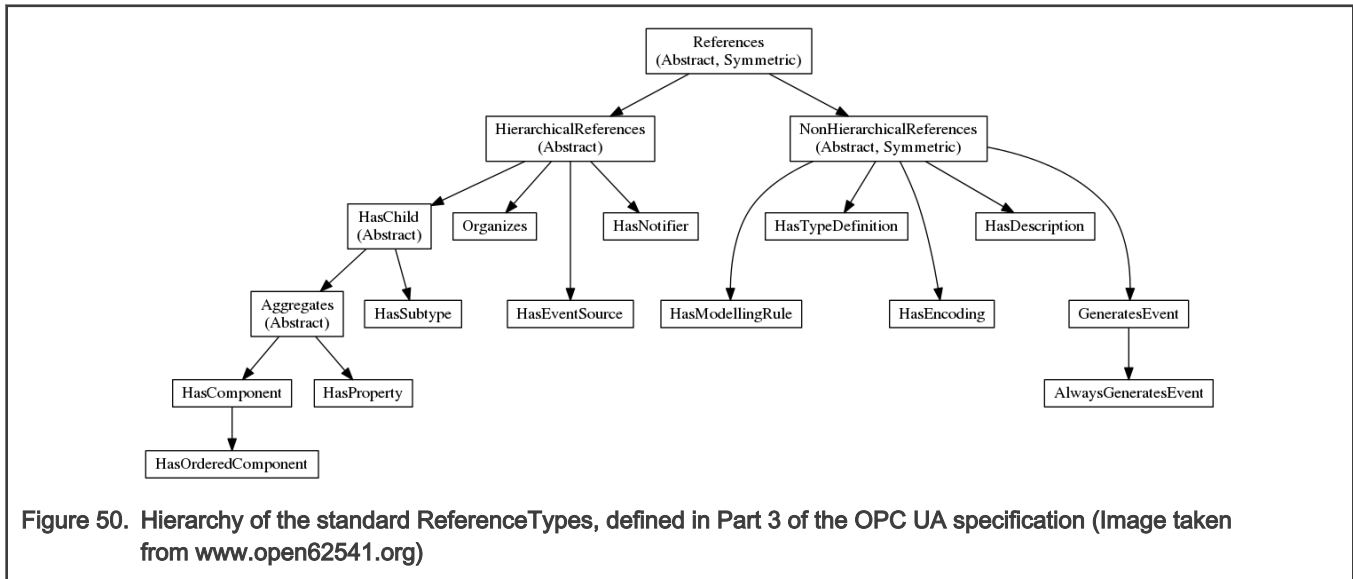 References
(Abstract, Symmetric)
HierarchicalReferences
(Abstract)
NonHierarchicalReferences
(Abstract, Symmetric)
HasChild
(Abstract)
Organizes
HasNotifier
HasTypeDefinition
HasDescription
Aggregates
(Abstract)
HasSubtype
HasEventSource
HasModellingRule
HasEncoding
GeneratesEvent
HasComponent
HasProperty
AlwaysGeneratesEvent
HasOrderedComponent
Figure 50. Hierarchy of the standard ReferenceTypes, defined in Part 3 of the OPC UA specification (Image taken
from www.open62541.org)